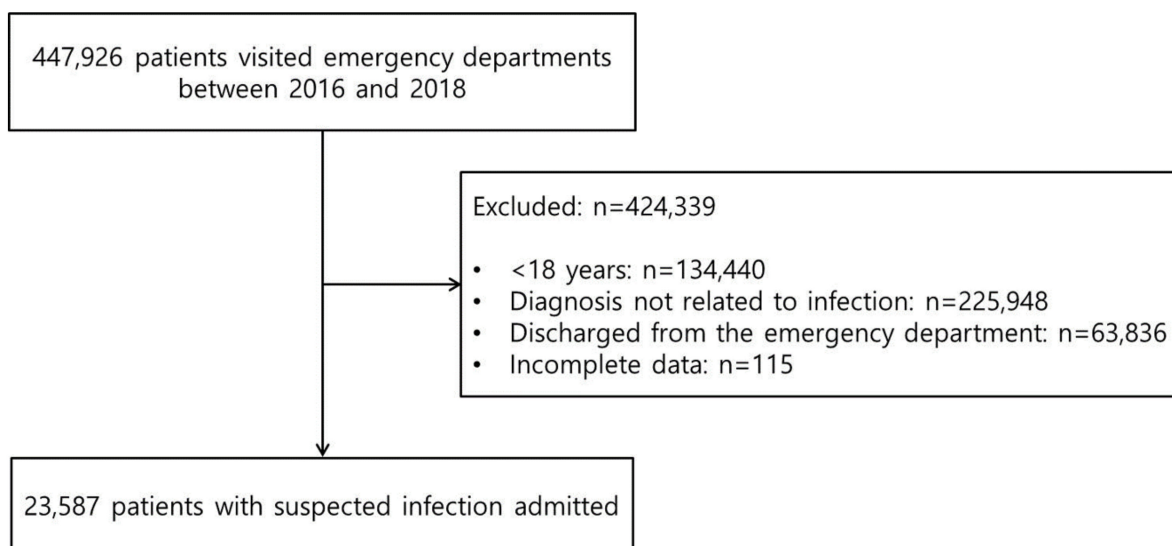 447,926 patients visited emergency departments
between 2016 and 2018
Excluded: n=424,339
• <18 years: n=134,440
• Diagnosis not related to infection: n=225,948
• Discharged from the emergency department: n=63,836
• Incomplete data: n=115
23,587 patients with suspected infection admitted